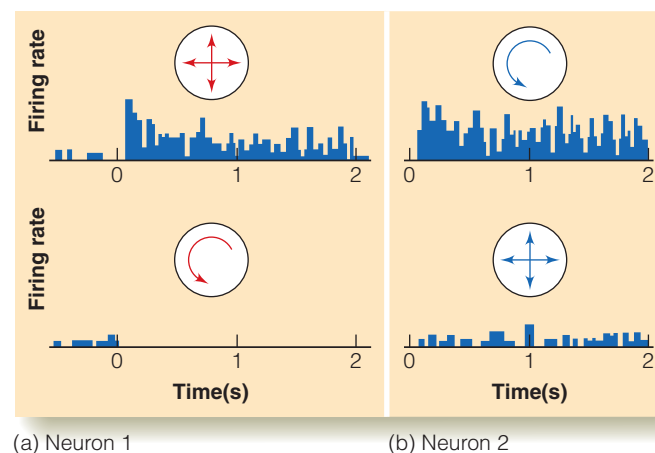 Firing rate
0 1 2
0 1 2
Firing rate
0 1 2
0 1 2
Time(s)
Time(s)
(a) Neuron 1
(b) Neuron 2